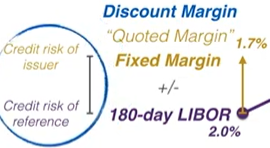 Discount Margin
"Quoted Margin"
1.7%
Credit risk of
issuer
Fixed Margin
+/-
Credit risk of
reference
180-day LIBOR
2.0%